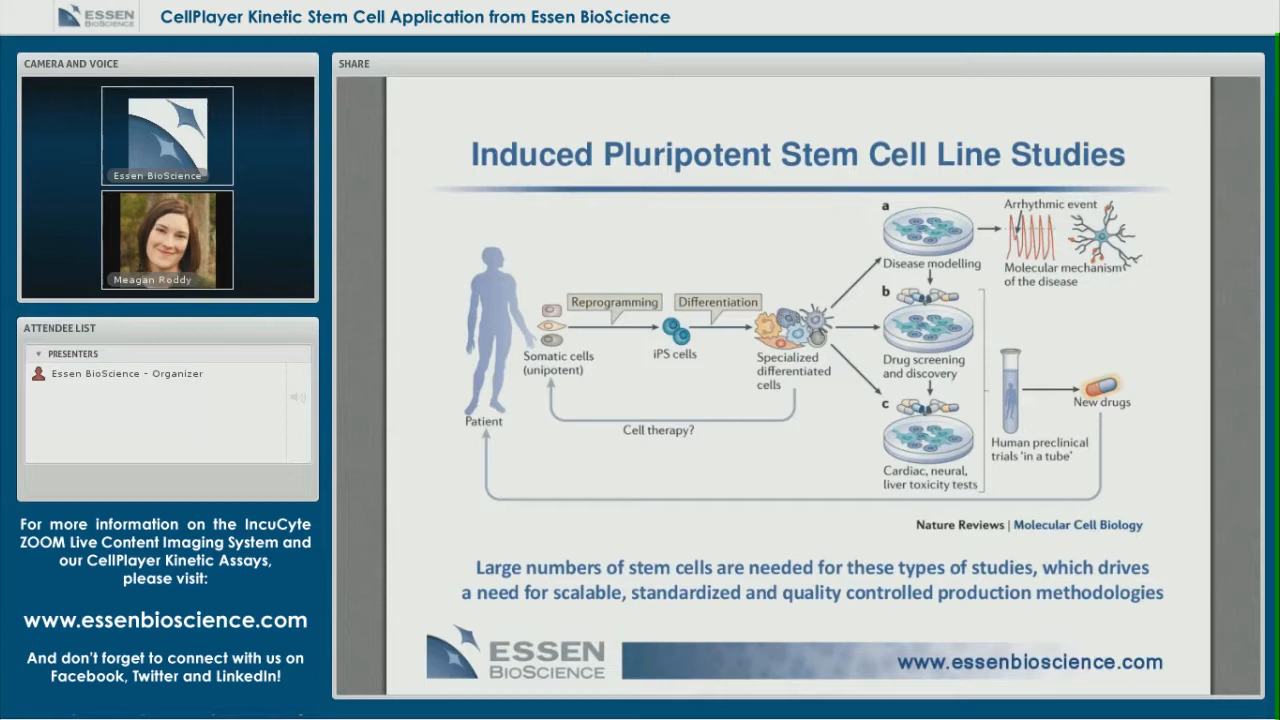 ESSEN
BIOSCIENCE
CellPlayer Kinetic Stem Cell Application from Essen BioScience
CAMERA AND VOICE
Essen BioScience
Meagan Roddy
ATTENDEE LIST
PRESENTERS
Essen BioScience - Organizer
For more information on the IncuCyte
ZOOM Live Content Imaging System and
our CellPlayer Kinetic Assays,
please visit:
www.essenbioscience.com
And don't forget to connect with us on
Facebook, Twitter and LinkedIn!
SHARE
Induced Pluripotent Stem Cell Line Studies
Patient
Somatic cells
(unipotent)
Reprogramming
iPS cells
Differentiation
Specialized
differentiated
cells
Cell therapy?
a
Disease modelling
Arrhythmic event
Molecular mechanism
of the disease
b
Drug screening
and discovery
c
Cardiac, neural,
liver toxicity tests
Human preclinical
trials 'in a tube'
New drugs
Nature Reviews | Molecular Cell Biology
Large numbers of stem cells are needed for these types of studies, which drives
a need for scalable, standardized and quality controlled production methodologies
ESSEN
BIOSCIENCE
www.essenbioscience.com